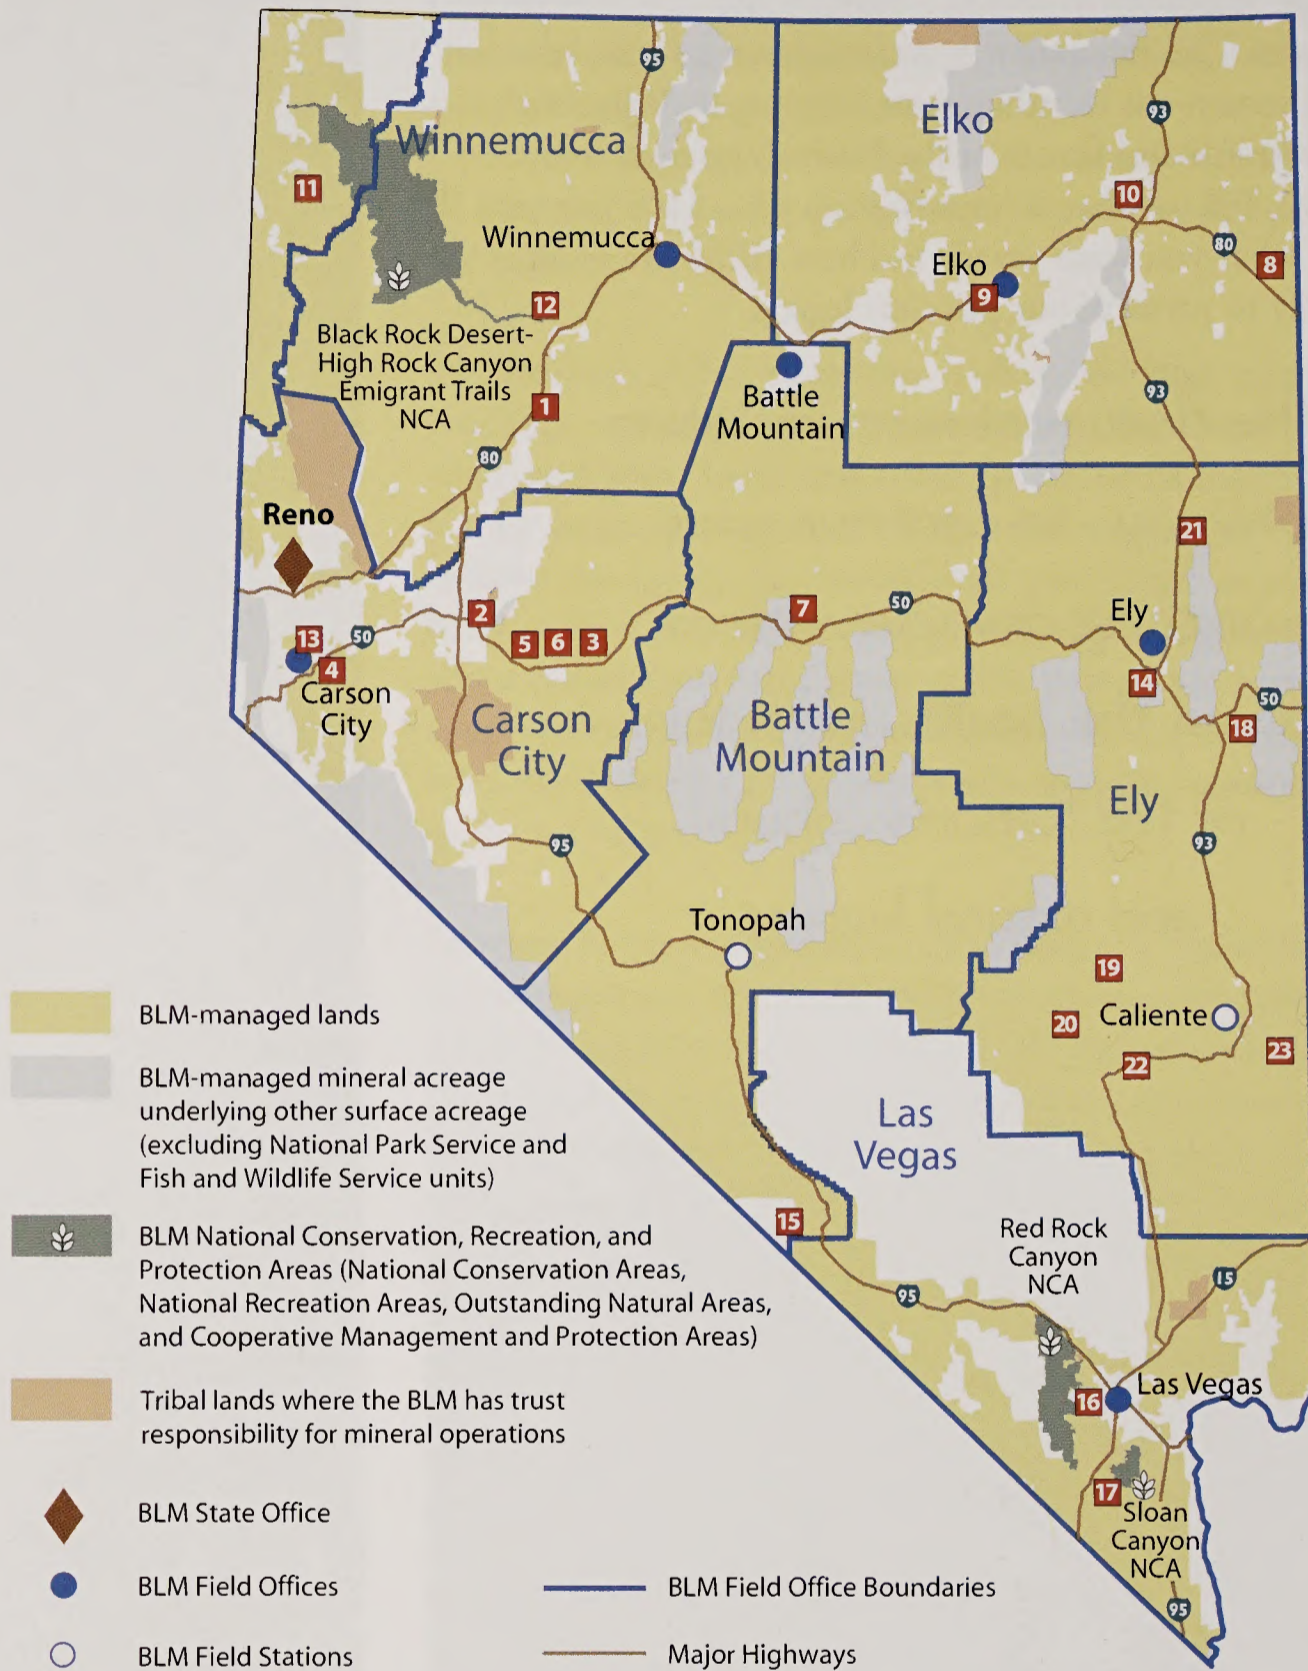 95
Elko
93
Winnemucca
11
10
Winnemucca
80
Elko
8
9
12
Black Rock Desert-
High Rock Canyon
Emigrant Trails
NCA
Battle
Mountain
93
1
80
Reno
21
2
7
50
Ely
13
50
5
6
3
4
Carson
City
14
50
18
Carson
City
Battle
Mountain
Ely
95
93
Tonopah
19
20
Caliente
22
23
Las
Vegas
15
Red Rock
Canyon
NCA
95
15
16
Las Vegas
17
Sloan
Canyon
NCA
95
BLM-managed lands
BLM-managed mineral acreage
underlying other surface acreage
(excluding National Park Service and
Fish and Wildlife Service units)
BLM National Conservation, Recreation, and
Protection Areas (National Conservation Areas,
National Recreation Areas, Outstanding Natural Areas,
and Cooperative Management and Protection Areas)
Tribal lands where the BLM has trust
responsibility for mineral operations
BLM State Office
BLM Field Offices
BLM Field Stations
BLM Field Office Boundaries
Major Highways